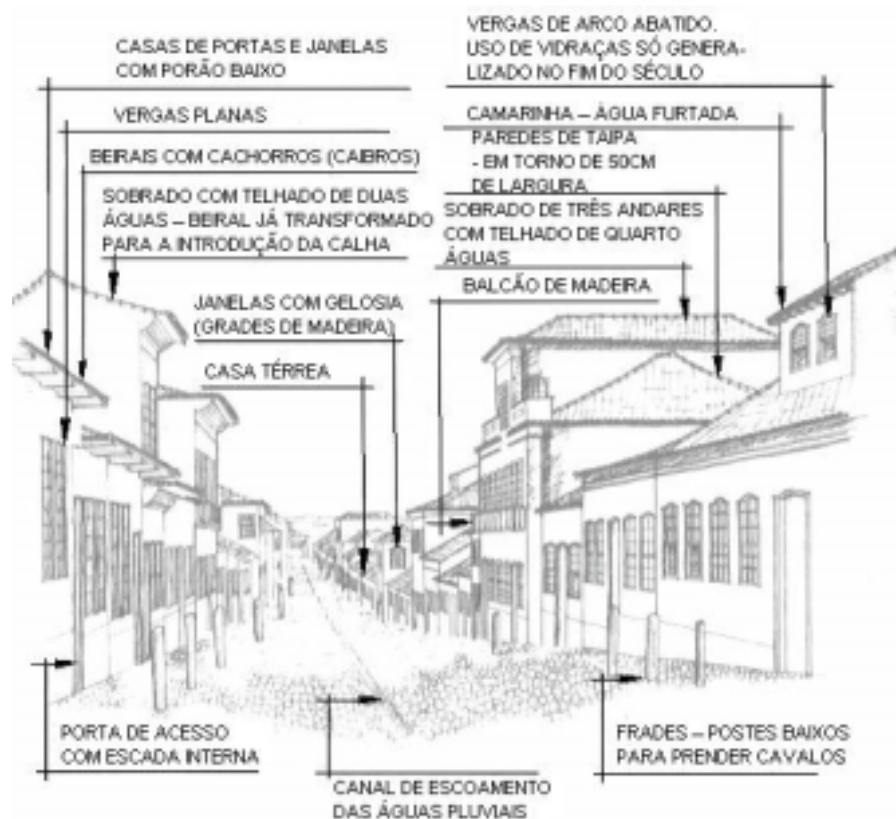 CASAS DE PORTAS E JANELAS
COM PORÃO BAIXO
VERGAS PLANAS
BEIRAIS COM CACHORROS (CAIBROS)
SOBRADO COM TELHADO DE DUAS
ÁGUAS – BEIRAL JÁ TRANSFORMADO
PARA A INTRODUÇÃO DA CALHA
JANELAS COM GELOSIA
(GRADES DE MADEIRA)
CASA TÉRREA
VERGAS DE ARCO ABATIDO.
USO DE VIDRAÇAS SÓ GENERA-
LIZADO NO FIM DO SÉCULO
CAMARINHA – ÁGUA FURTADA
PAREDES DE TAIPA
- EM TORNO DE 50CM
DE LARGURA
SOBRADO DE TRÊS ANDARES
COM TELHADO DE QUARTO
ÁGUAS
BALCÃO DE MADEIRA
PORTA DE ACESSO
COM ESCADA INTERNA
CANAL DE ESCOAMENTO
DAS ÁGUAS PLUVIAIS
FRADES – POSTES BAIXOS
PARA PRENDER CAVALOS